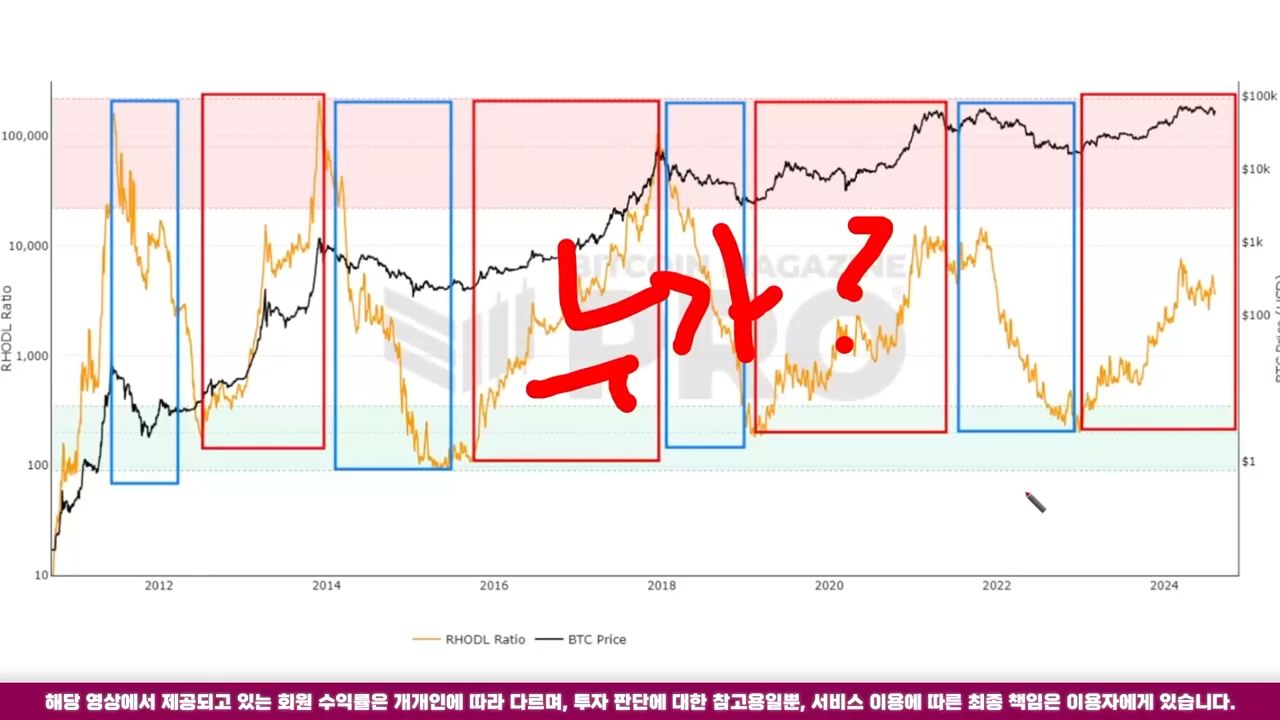 100,000
10,000
1,000
100
10
RHODL Ratio
$100k
$10k
$1k
$100
$1
BITCOIN MAGAZINE
PRO
누가?
2012 2014 2016 2018 2020 2022 2024
RHODL Ratio BTC Price
해당 영상에서 제공되고 있는 회원 수익률은 개개인에 따라 다르며, 투자 판단에 대한 참고용일뿐, 서비스 이용에 따른 최종 책임은 이용자에게 있습니다.